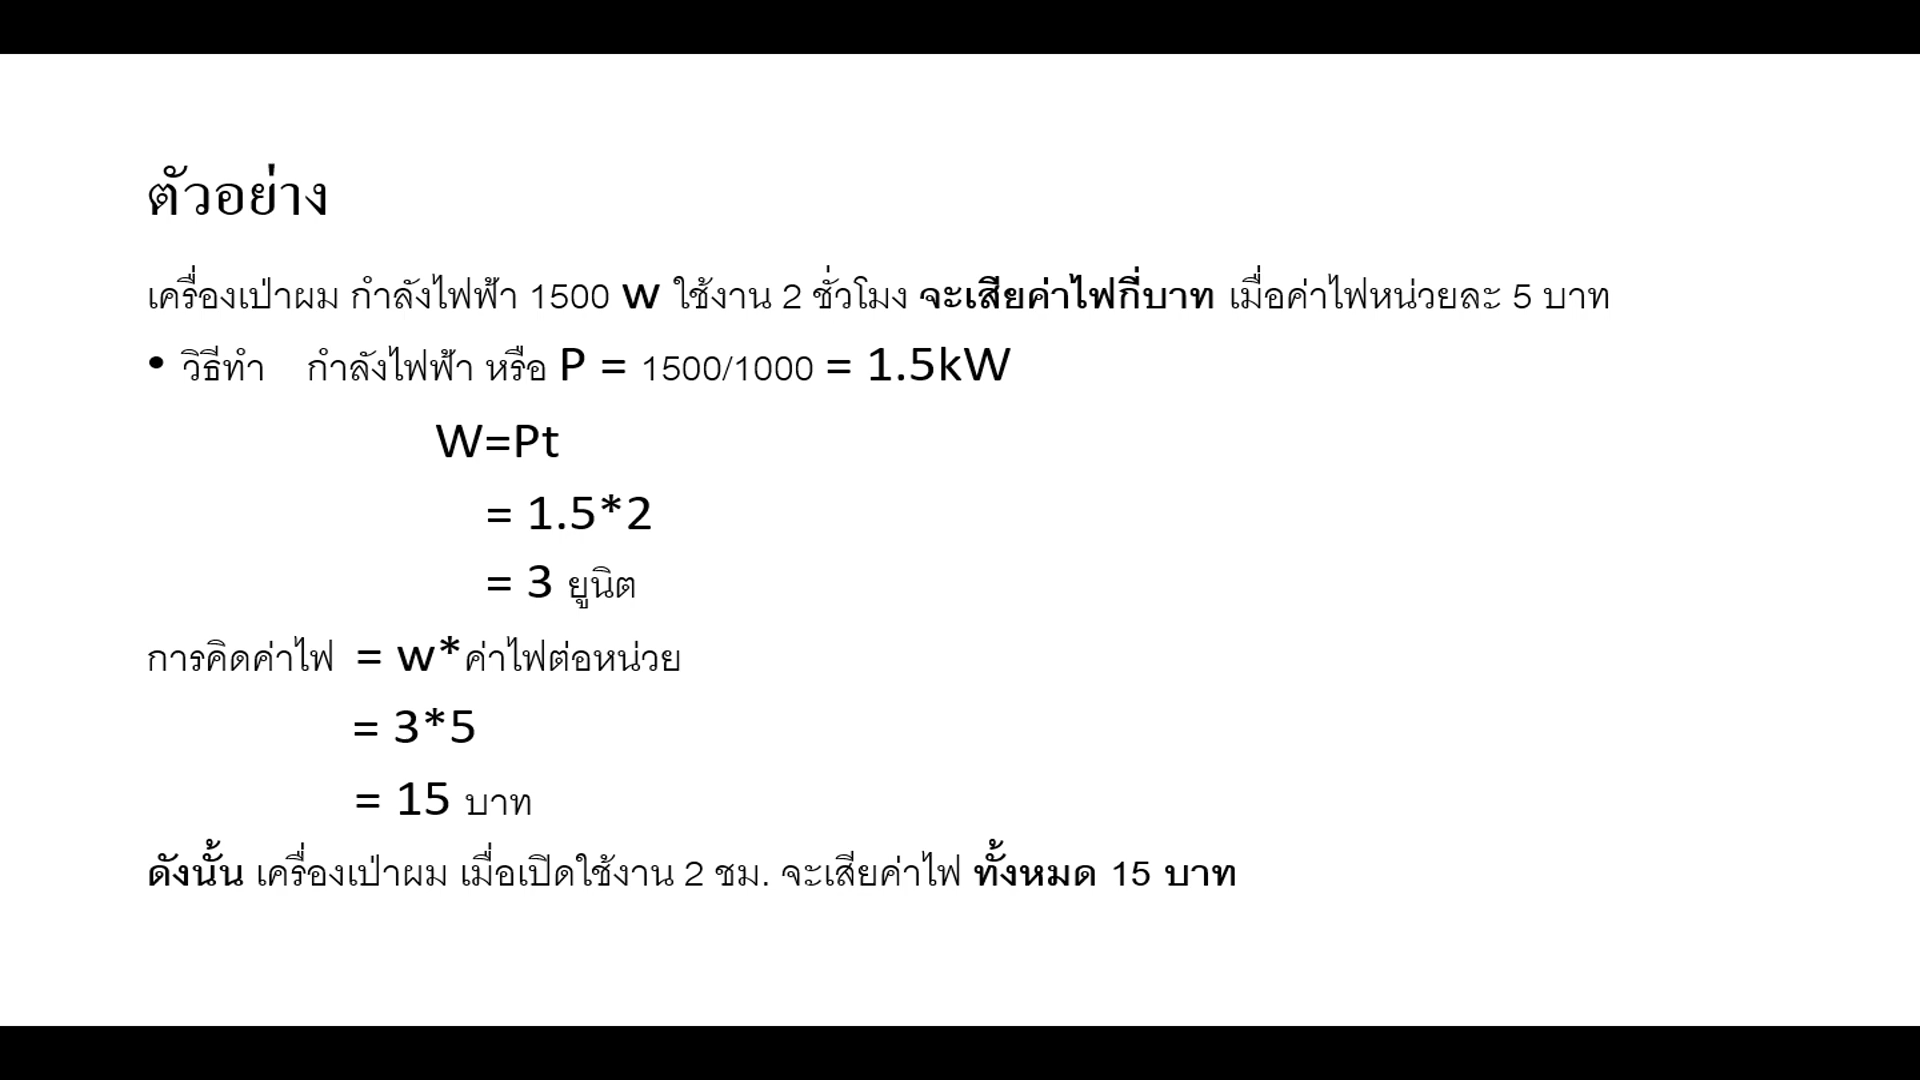 ตัวอย่าง
เครื่องเป่าผม กำลังไฟฟ้า 1500 w ใช้งาน 2 ชั่วโมง จะเสียค่าไฟกี่บาท เมื่อค่าไฟหน่วยละ 5 บาท
• วิธีทำ กำลังไฟฟ้า หรือ P = 1500/1000 = 1.5kW
W=Pt
= 1.5*2
= 3 ยูนิต
การคิดค่าไฟ = w*ค่าไฟต่อหน่วย
= 3*5
= 15 บาท
ดังนั้น เครื่องเป่าผม เมื่อเปิดใช้งาน 2 ชม. จะเสียค่าไฟ ทั้งหมด 15 บาท